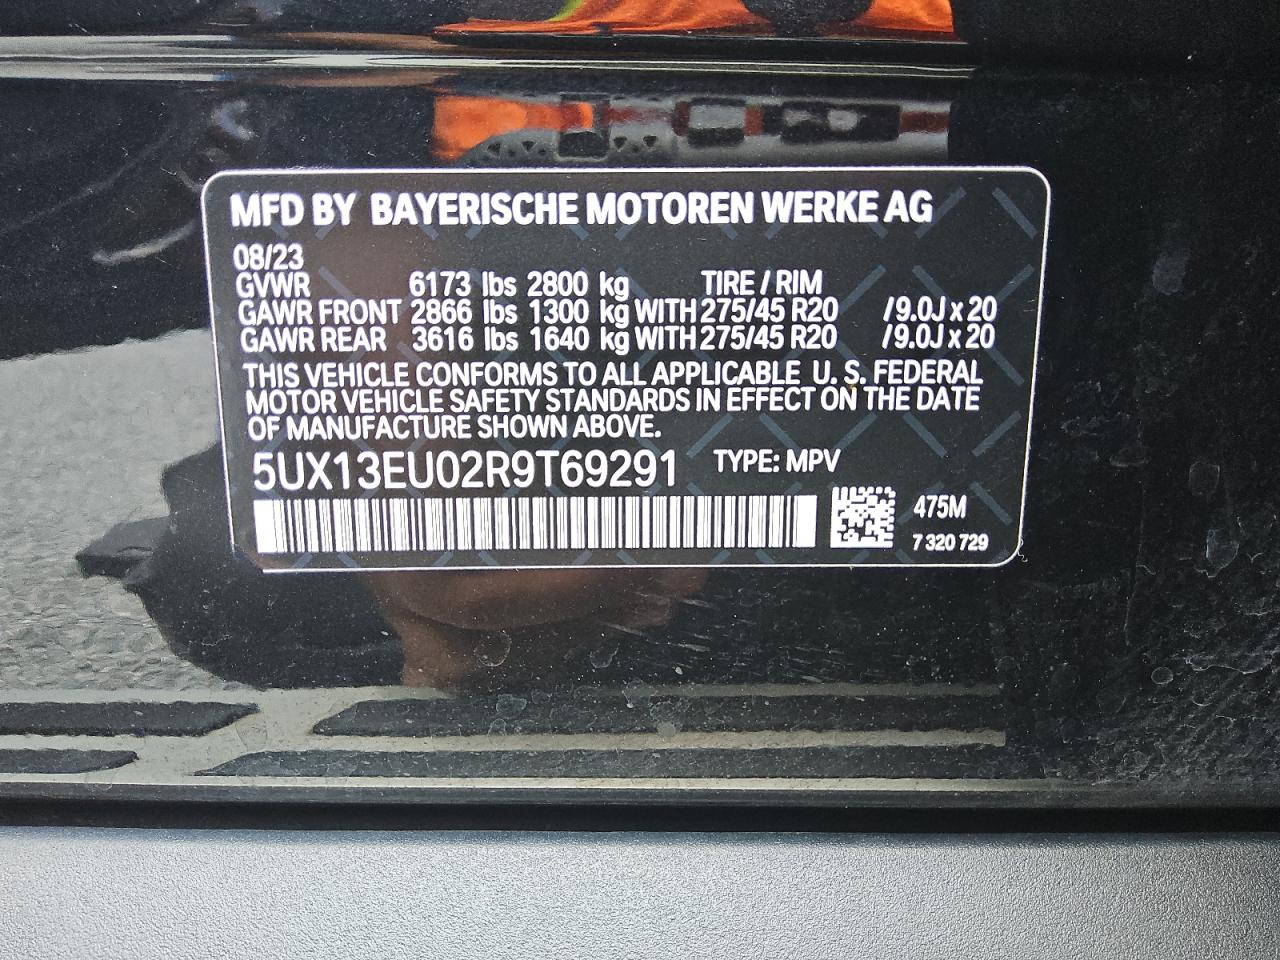 MFD BY BAYERISCHE MOTOREN WERKE AG
08/23
GVWR 6173 lbs 2800 kg TIRE / RIM
GAWR FRONT 2866 lbs 1300 kg WITH 275/45 R20 /9.0J x 20
GAWR REAR 3616 lbs 1640 kg WITH 275/45 R20 /9.0J x 20
THIS VEHICLE CONFORMS TO ALL APPLICABLE U. S. FEDERAL
MOTOR VEHICLE SAFETY STANDARDS IN EFFECT ON THE DATE
OF MANUFACTURE SHOWN ABOVE.
5UX13EU02R9T69291 TYPE: MPV
475M
7 320 729